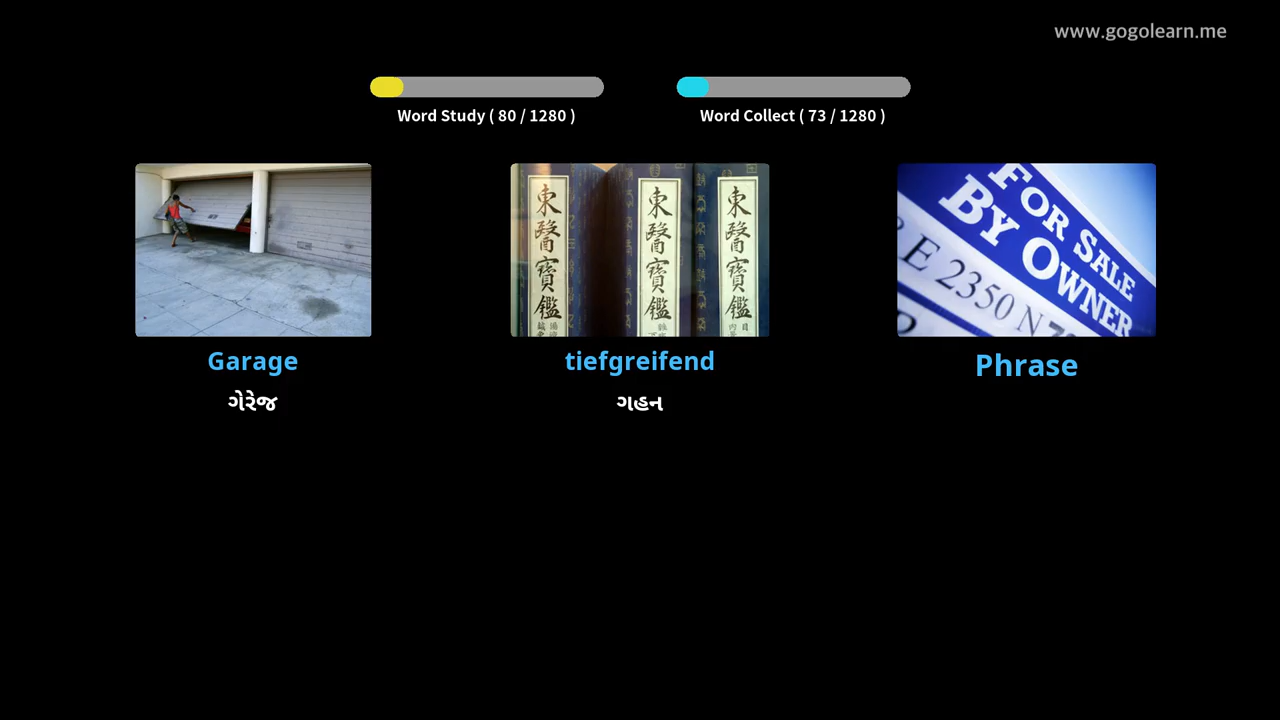 www.gogolearn.me
Word Study ( 80 / 1280 )
Word Collect ( 73 / 1280 )
東醫寶鑑
東醫寶鑑
東醫寶鑑
FOR SALE
BY OWNER
E 2350 N
Garage
tiefgreifend
Phrase
ગેરેજ
ગહન